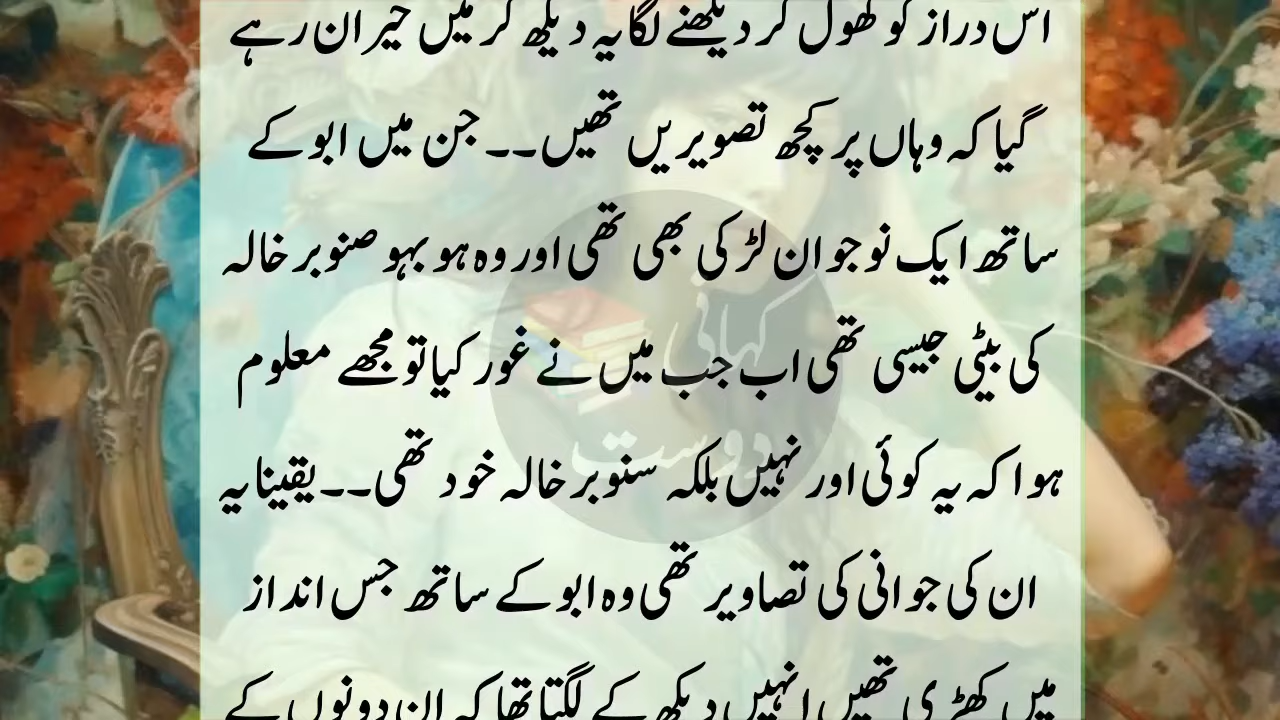 اس دراز کو کھول کر دیکھنے لگا یہ دیکھ کر میں حیران رہے
گیا کہ وہاں پر کچھ تصویریں تھیں۔۔ جن میں ابو کے
ساتھ ایک نوجوان لڑکی بھی تھی اور وہ ہو بہو صنوبر خالہ
کی بیٹی جیسی تھی اب جب میں نے غور کیا تو مجھے معلوم
ہوا کہ یہ کوئی اور نہیں بلکہ سنوبر خالہ خود تھی۔۔ یقینا یہ
ان کی جوانی کی تصاویر تھی وہ ابو کے ساتھ جس انداز
میں کھڑی تھیں انہیں دیکھ کے لگتا تھا کہ ان دونوں کے
کہانی
دوست